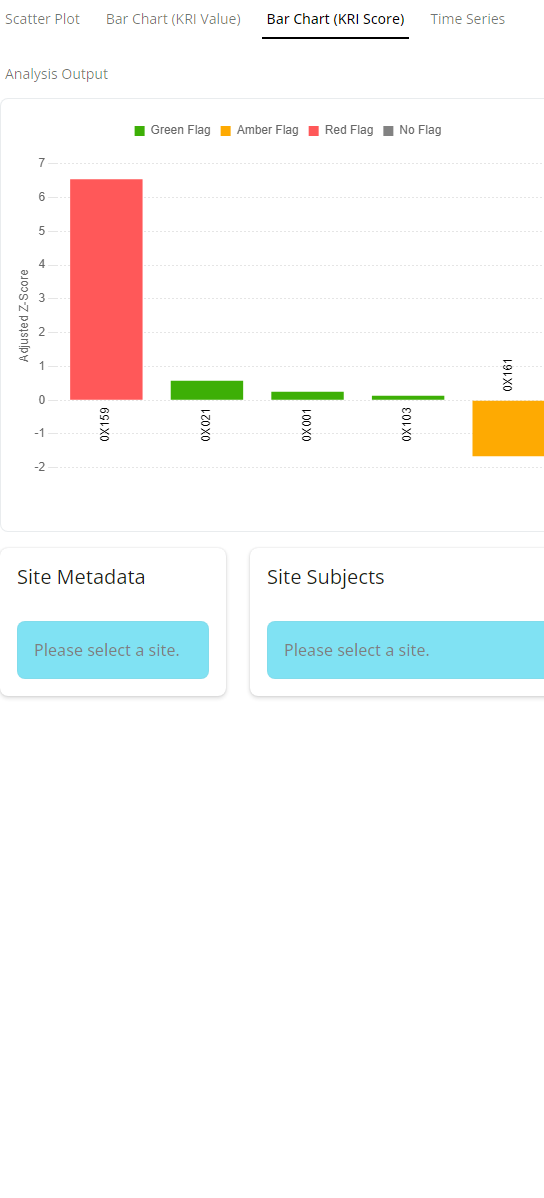 Scatter Plot Bar Chart (KRI Value) Bar Chart (KRI Score) Time Series
Analysis Output
Green Flag Amber Flag Red Flag No Flag
7
6
5
4
3
2
1
0
-1
-2
Adjusted Z-Score
0X159
0X021
0X001
0X103
0X161
Site Metadata
Please select a site.
Site Subjects
Please select a site.